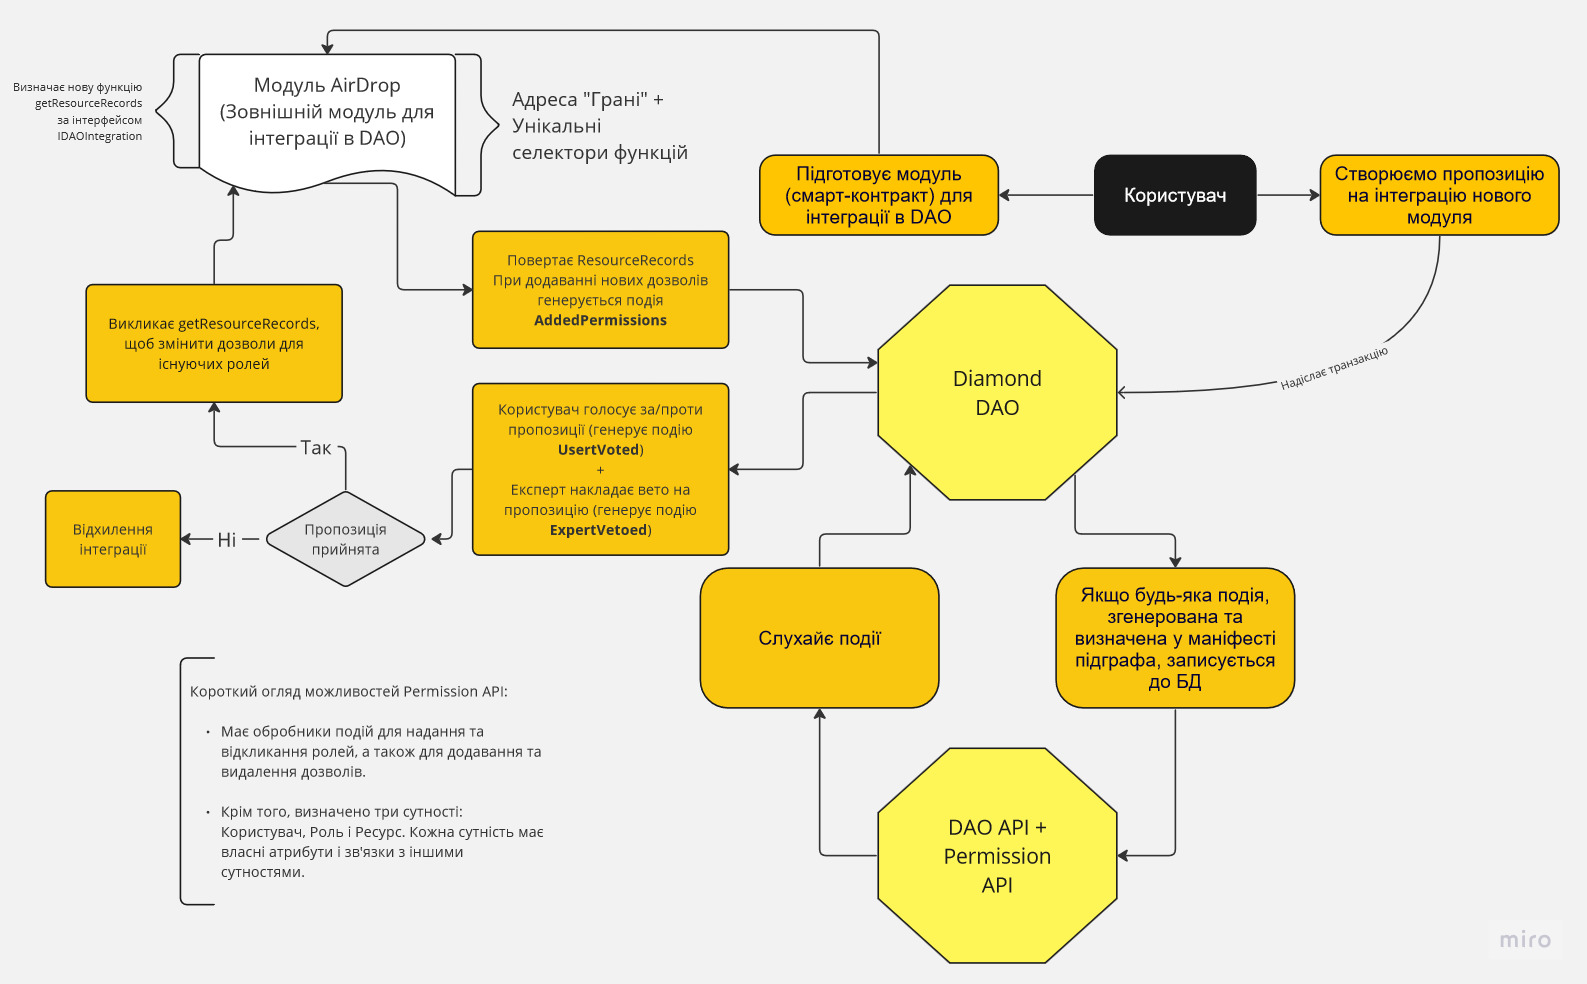 Визначає нову функцію
getResourceRecords
за інтерфейсом
IDAOIntegration
Модуль AirDrop
(Зовнішній модуль для
інтеграції в DAO)
Адреса "Грані" +
Унікальні
селектори функцій
Підготовує модуль
(смарт-контракт) для
інтеграції в DAO
Користувач
Створюємо пропозицію
на інтеграцію нового
модуля
Надіслає транзакцію
Повертає ResourceRecords
При додаванні нових дозволів
генерується подія
AddedPermissions
Викликає getResourceRecords,
щоб змінити дозволи для
існуючих ролей
Diamond
DAO
Користувач голосує за/проти
пропозиції (генерує подію
UsertVoted)
+
Експерт накладає вето на
пропозицію (генерує подію
ExpertVetoed)
Так
Пропозиція
прийнята
Ні
Відхилення
інтеграції
Слухайє події
Якщо будь-яка подія,
згенерована та
визначена у маніфесті
підграфа, записується
до БД
DAO API +
Permission
API
Короткий огляд можливостей Permission API:
• Має обробники подій для надання та
відкликання ролей, а також для додавання та
видалення дозволів.
• Крім того, визначено три сутності:
Користувач, Роль і Ресурс. Кожна сутність має
власні атрибути і зв'язки з іншими
сутностями.
miro